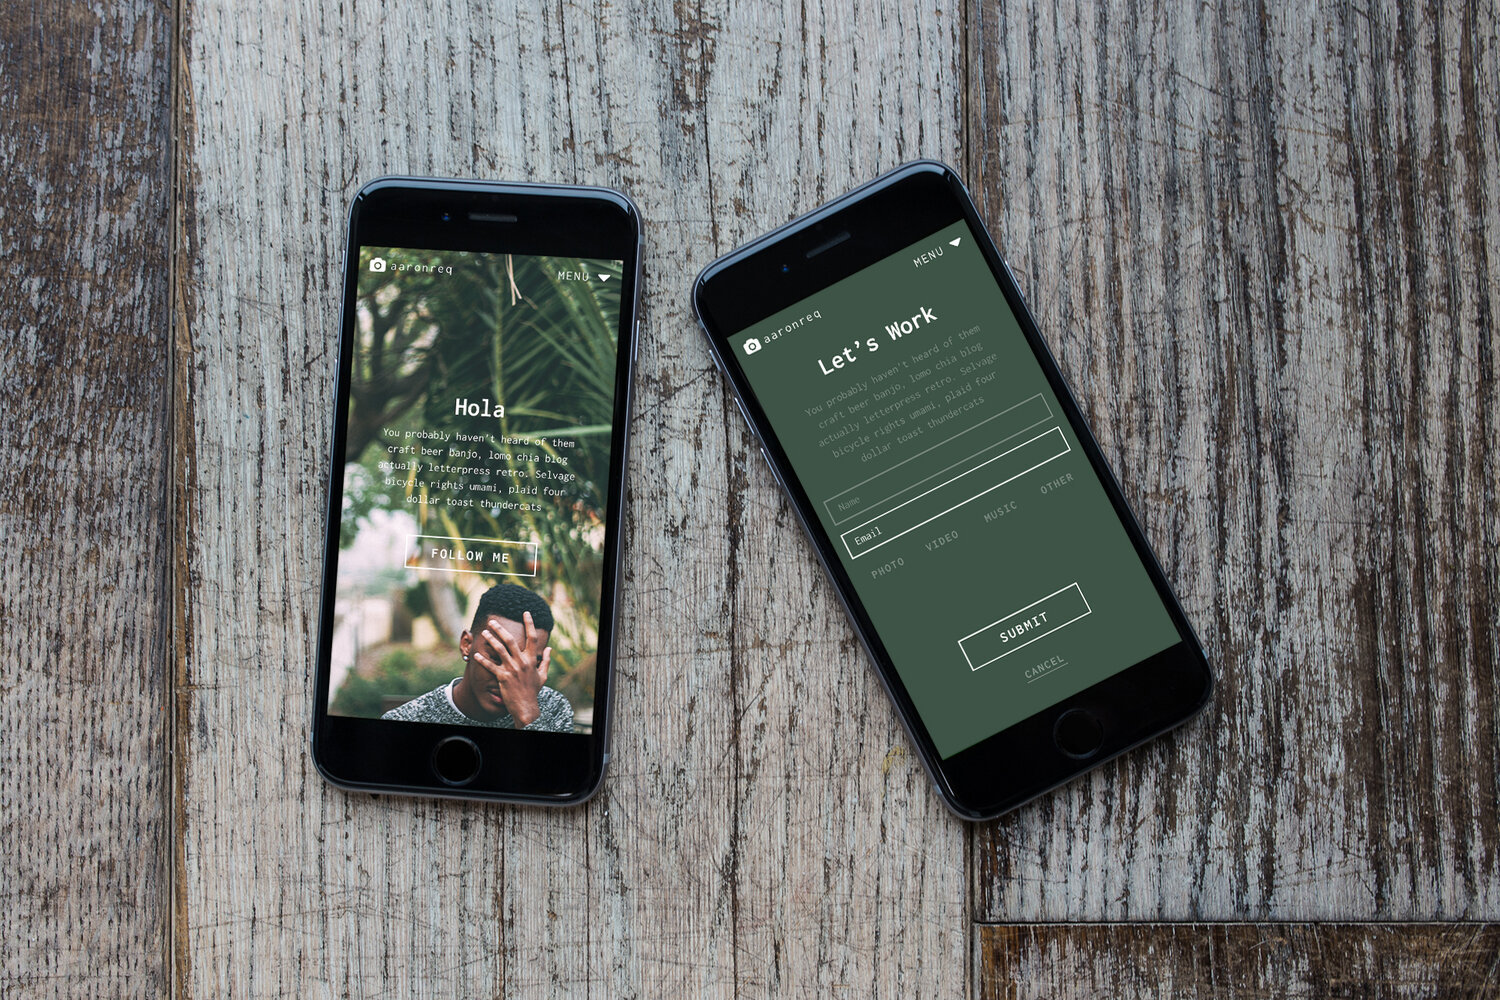 aaronreq
MENU
Hola
You probably haven't heard of them
craft beer banjo, lomo chia blog
actually letterpress retro. Selvage
bicycle rights umami, plaid four
dollar toast thundercats
FOLLOW ME
aaronreq
MENU
Let's Work
You probably haven't heard of them
craft beer banjo, lomo chia blog
actually letterpress retro. Selvage
bicycle rights umami, plaid four
dollar toast thundercats
Name
Email
PHOTO VIDEO MUSIC OTHER
SUBMIT
CANCEL